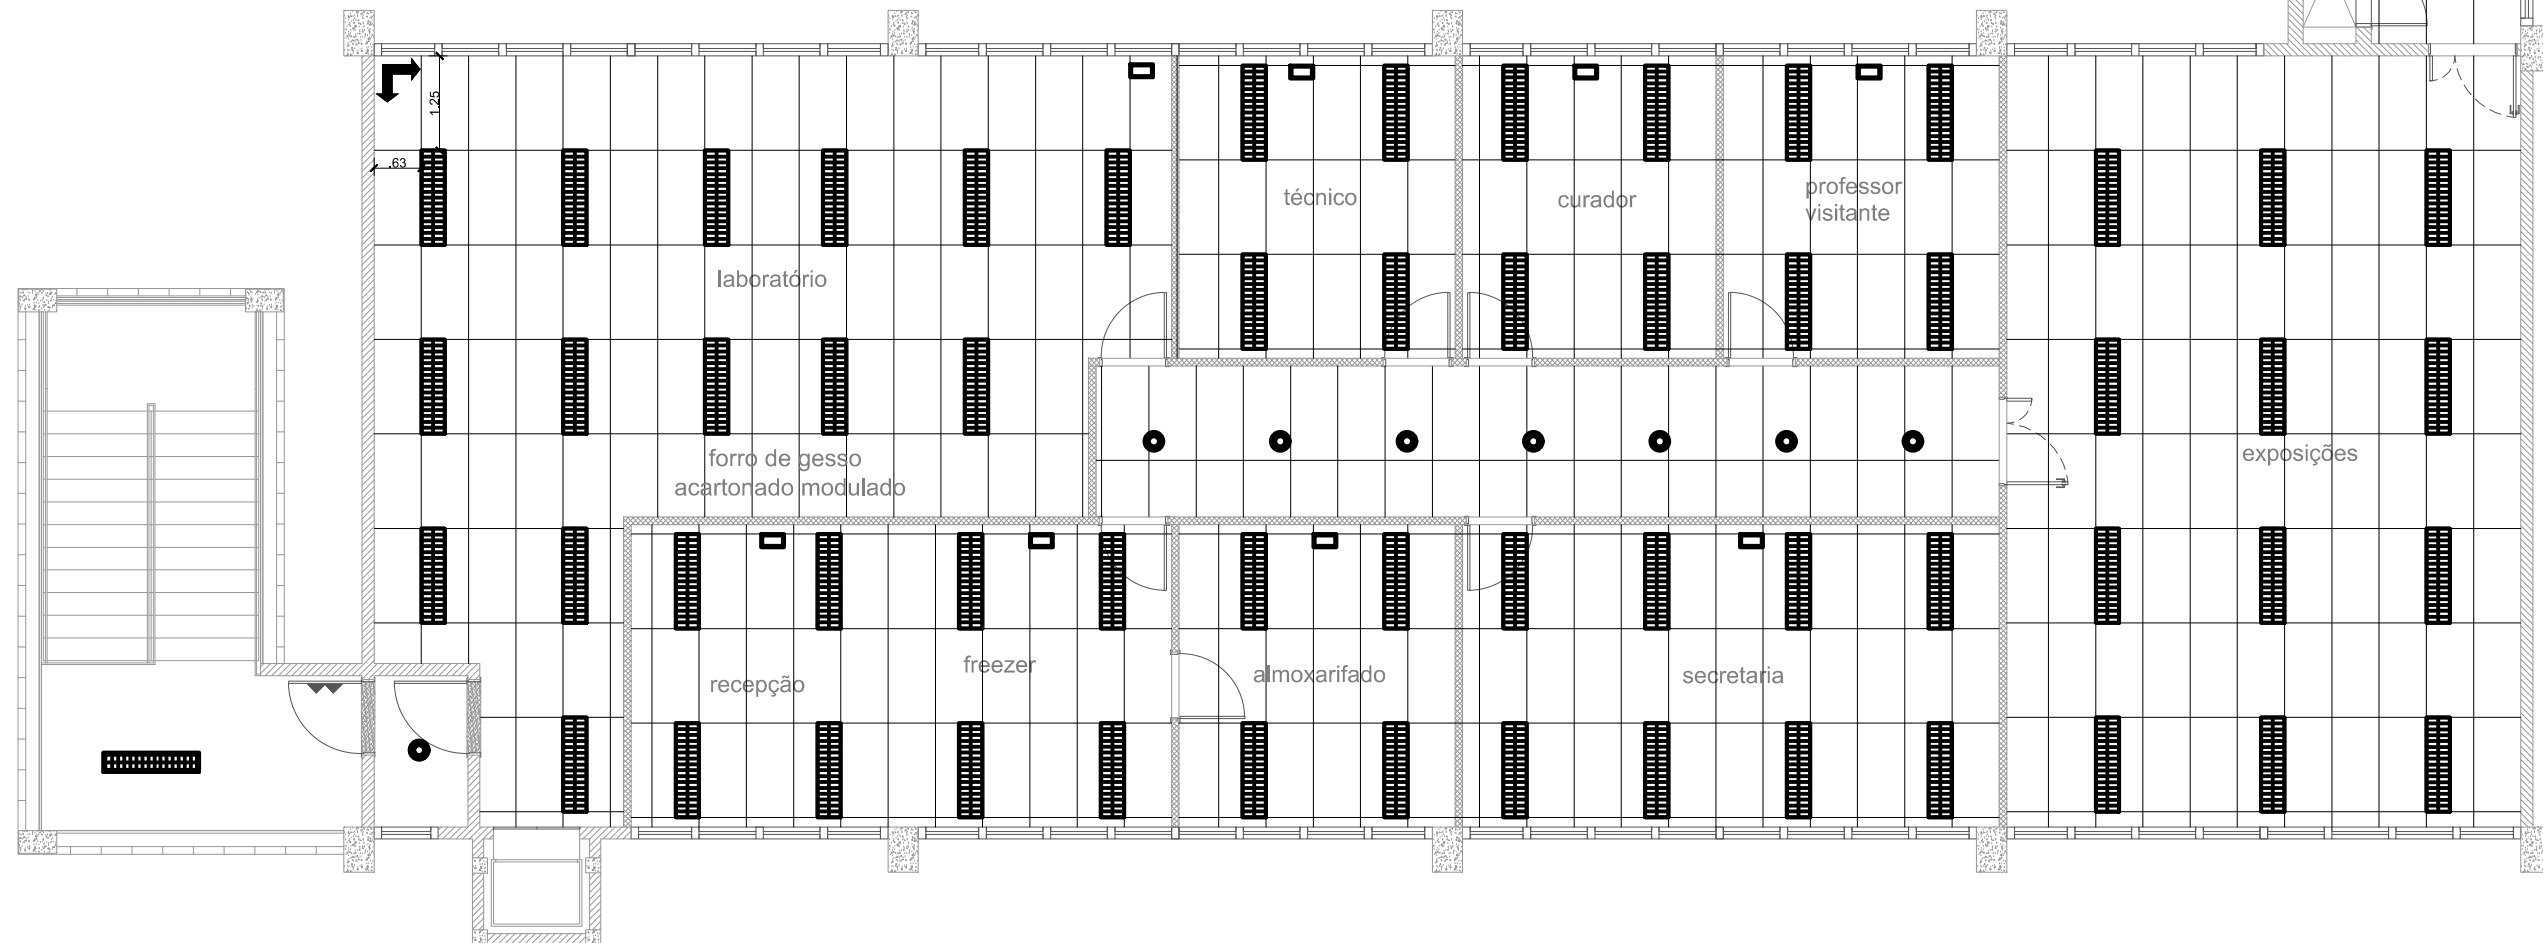 1.25
.63
técnico
curador
professor
visitante
laboratório
forro de gesso
acartonado modulado
exposições
recepção
freezer
almoxarifado
secretaria